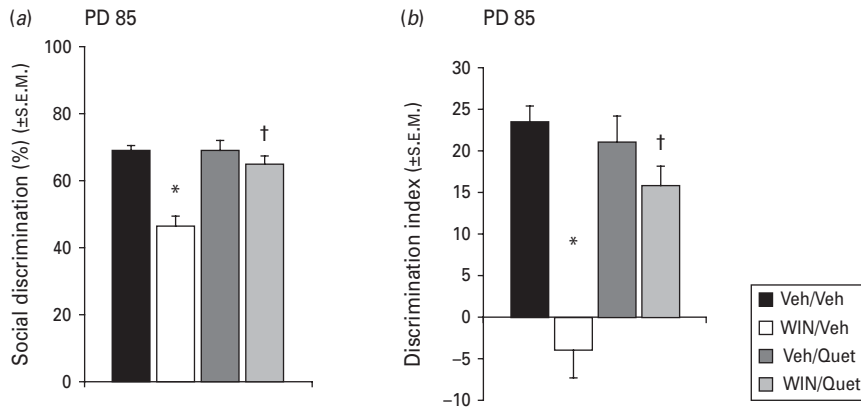 (a) PD 85
Social discrimination (%) (±S.E.M.)
100
80
60
40
20
0
*
†
(b) PD 85
Discrimination index (±S.E.M.)
30
25
20
15
10
5
0
−5
−10
*
†
Veh/Veh
WIN/Veh
Veh/Quet
WIN/Quet